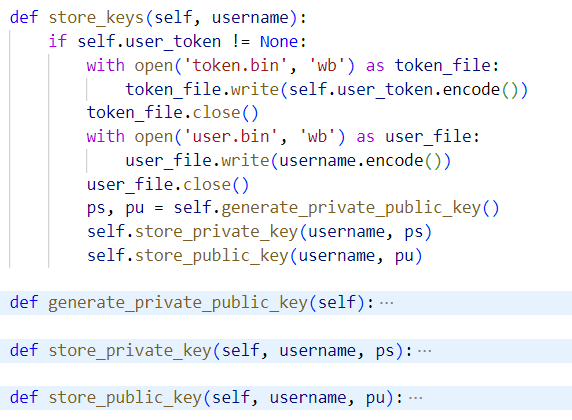 def store_keys(self, username):
    if self.user_token != None:
        with open('token.bin', 'wb') as token_file:
            token_file.write(self.user_token.encode())
        token_file.close()
        with open('user.bin', 'wb') as user_file:
            user_file.write(username.encode())
        user_file.close()
        ps, pu = self.generate_private_public_key()
        self.store_private_key(username, ps)
        self.store_public_key(username, pu)
def generate_private_public_key(self):···
def store_private_key(self, username, ps):···
def store_public_key(self, username, pu):···